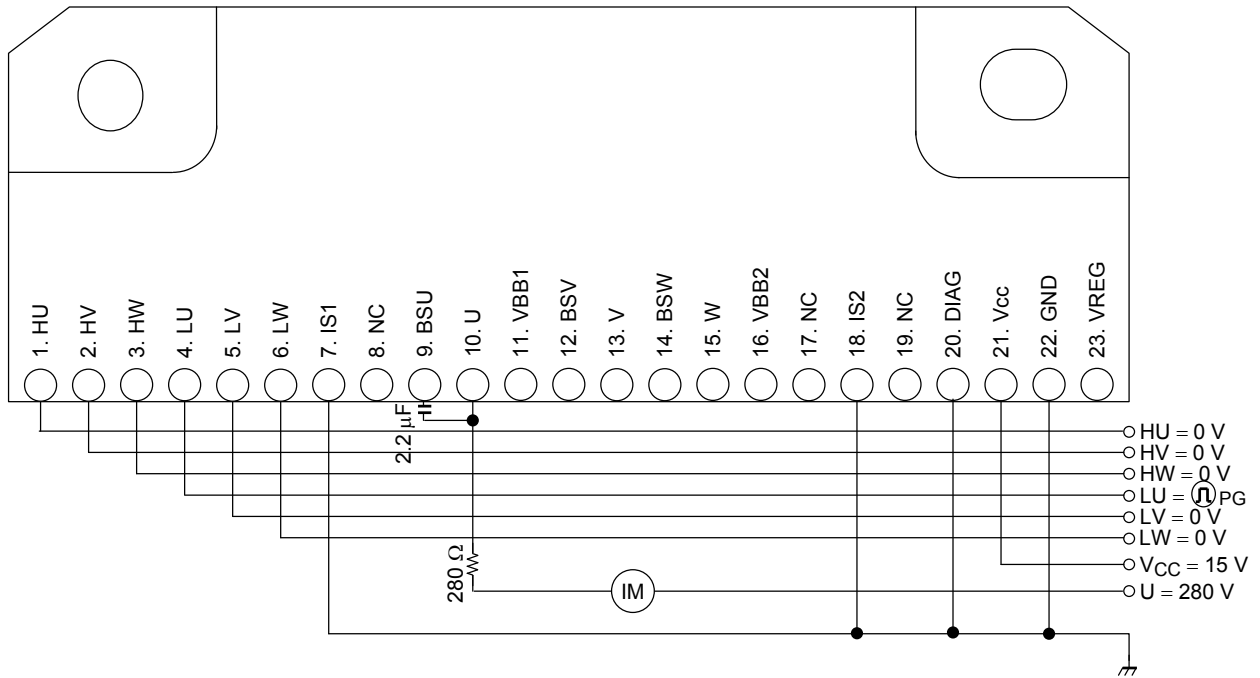 1. HU
2. HV
3. HW
4. LU
5. LV
6. LW
7. IS1
8. NC
9. BSU
10. U
11. VBB1
12. BSV
13. V
14. BSW
15. W
16. VBB2
17. NC
18. IS2
19. NC
20. DIAG
21. Vcc
22. GND
23. VREG
2.2 μF
HU = 0 V
HV = 0 V
HW = 0 V
LU = PG
LV = 0 V
LW = 0 V
VCC = 15 V
280 Ω
IM
U = 280 V